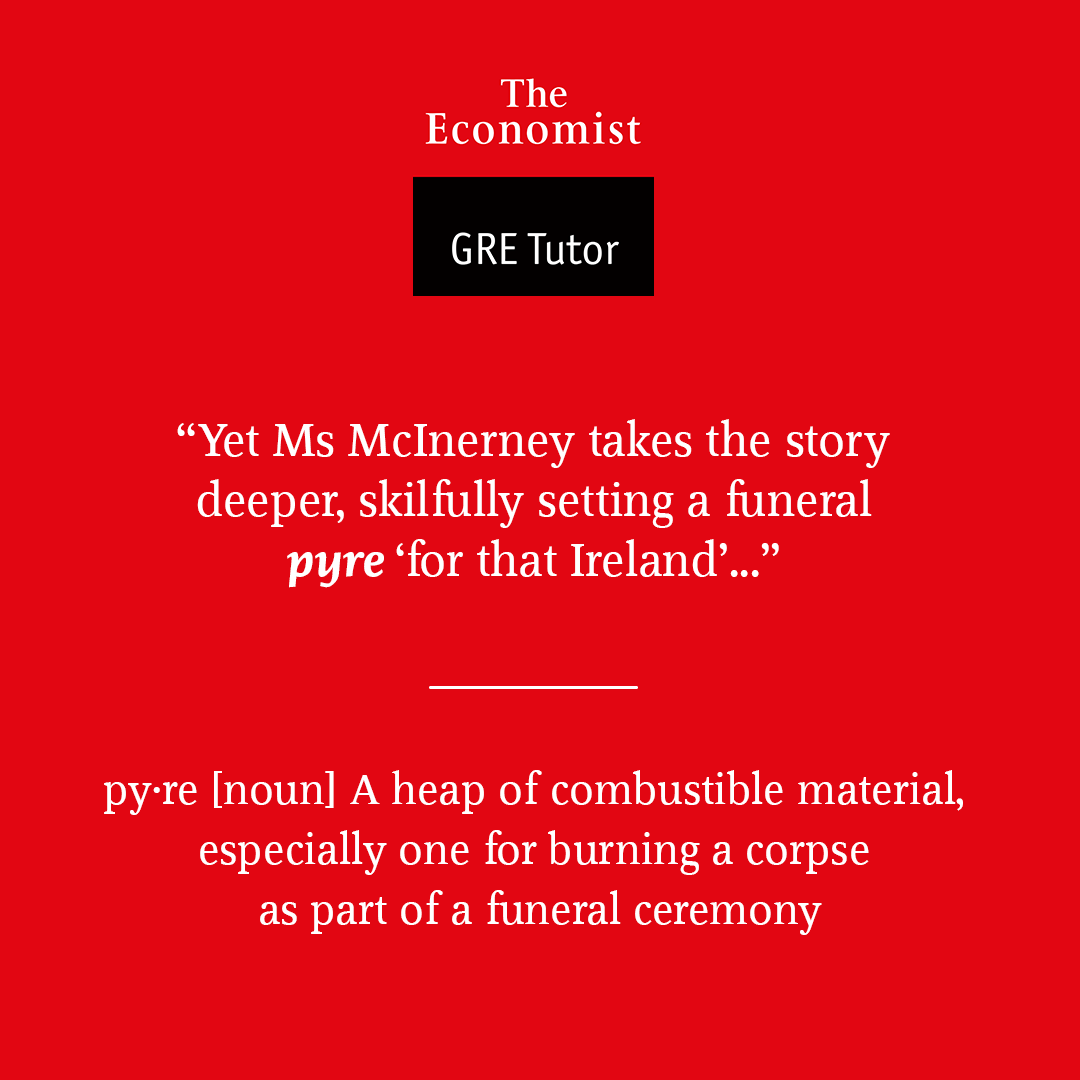 The
Economist
GRE Tutor
“Yet Ms McInerney takes the story
deeper, skilfully setting a funeral
pyre ‘for that Ireland’...”
py·re [noun] A heap of combustible material,
especially one for burning a corpse
as part of a funeral ceremony